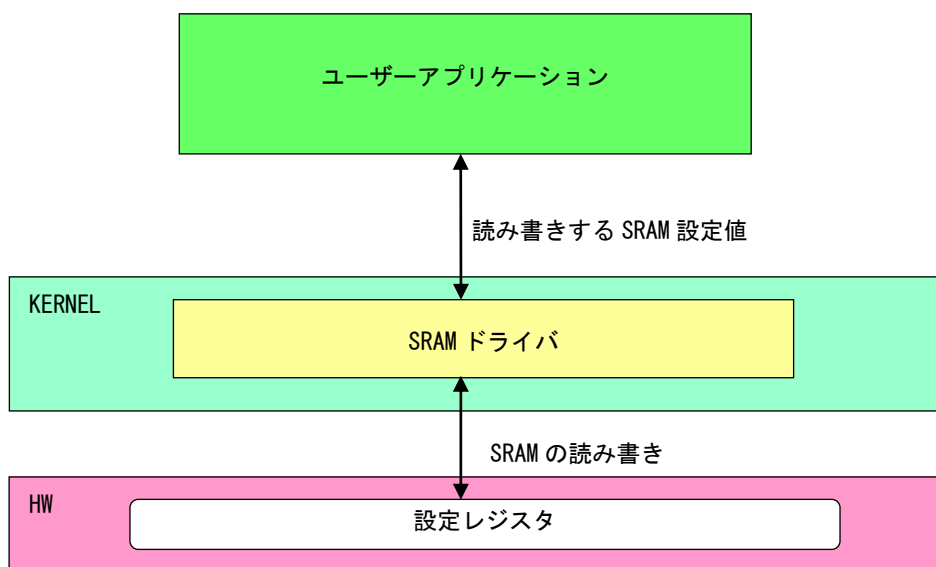 ユーザーアプリケーション
読み書きする SRAM 設定値
KERNEL
SRAM ドライバ
SRAM の読み書き
HW
設定レジスタ